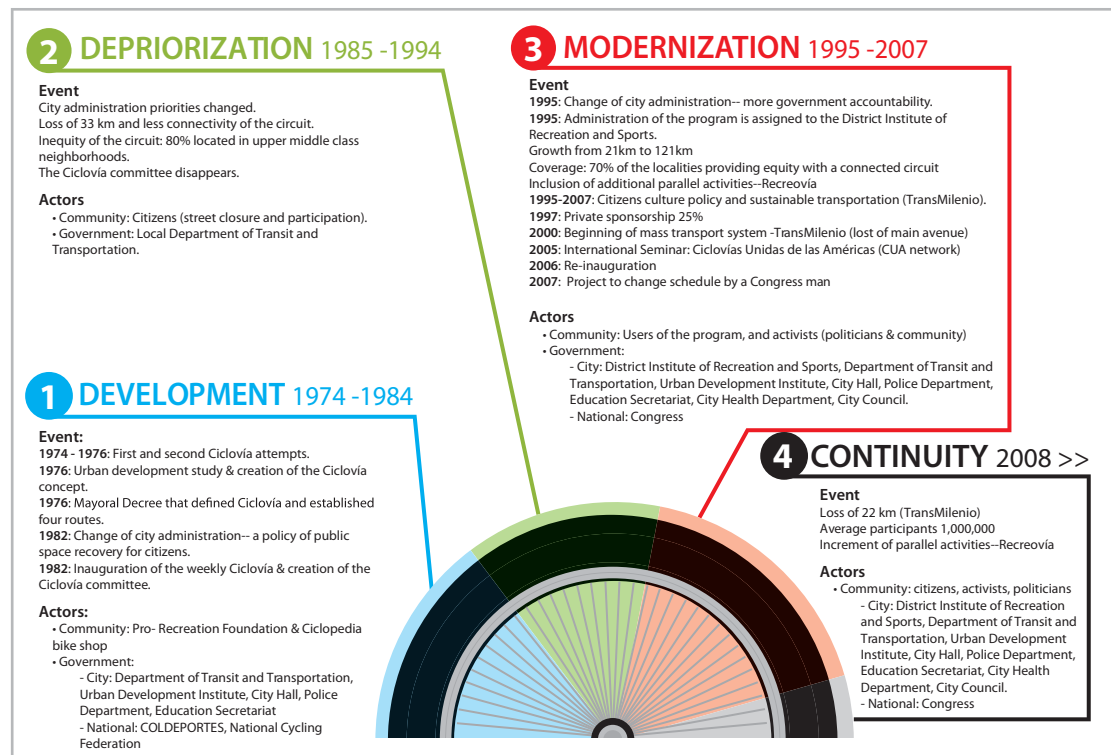 2 DEPRIORIZATION 1985 -1994
Event
City administration priorities changed.
Loss of 33 km and less connectivity of the circuit.
Inequity of the circuit: 80% located in upper middle class
neighborhoods.
The Ciclovía committee disappears.
Actors
• Community: Citizens (street closure and participation).
• Government: Local Department of Transit and
Transportation.
3 MODERNIZATION 1995 -2007
Event
1995: Change of city administration-- more government accountability.
1995: Administration of the program is assigned to the District Institute of
Recreation and Sports.
Growth from 21km to 121km
Coverage: 70% of the localities providing equity with a connected circuit
Inclusion of additional parallel activities--Recreovía
1995-2007: Citizens culture policy and sustainable transportation (TransMilenio).
1997: Private sponsorship 25%
2000: Beginning of mass transport system -TransMilenio (lost of main avenue)
2005: International Seminar: Ciclovías Unidas de las Américas (CUA network)
2006: Re-inauguration
2007: Project to change schedule by a Congress man
Actors
• Community: Users of the program, and activists (politicians & community)
• Government:
- City: District Institute of Recreation and Sports, Department of Transit and
Transportation, Urban Development Institute, City Hall, Police Department,
Education Secretariat, City Health Department, City Council.
- National: Congress
1 DEVELOPMENT 1974 -1984
Event:
1974 - 1976: First and second Ciclovía attempts.
1976: Urban development study & creation of the Ciclovía
concept.
1976: Mayoral Decree that defined Ciclovía and established
four routes.
1982: Change of city administration-- a policy of public
space recovery for citizens.
1982: Inauguration of the weekly Ciclovía & creation of the
Ciclovía committee.
Actors:
• Community: Pro- Recreation Foundation & Ciclopedia
bike shop
• Government:
- City: Department of Transit and Transportation,
Urban Development Institute, City Hall, Police
Department, Education Secretariat
- National: COLDEPORTES, National Cycling
Federation
4 CONTINUITY 2008 >>
Event
Loss of 22 km (TransMilenio)
Average participants 1,000,000
Increment of parallel activities--Recreovía
Actors
• Community: citizens, activists, politicians
- City: District Institute of Recreation
and Sports, Department of Transit and
Transportation, Urban Development
Institute, City Hall, Police Department,
Education Secretariat, City Health
Department, City Council.
- National: Congress